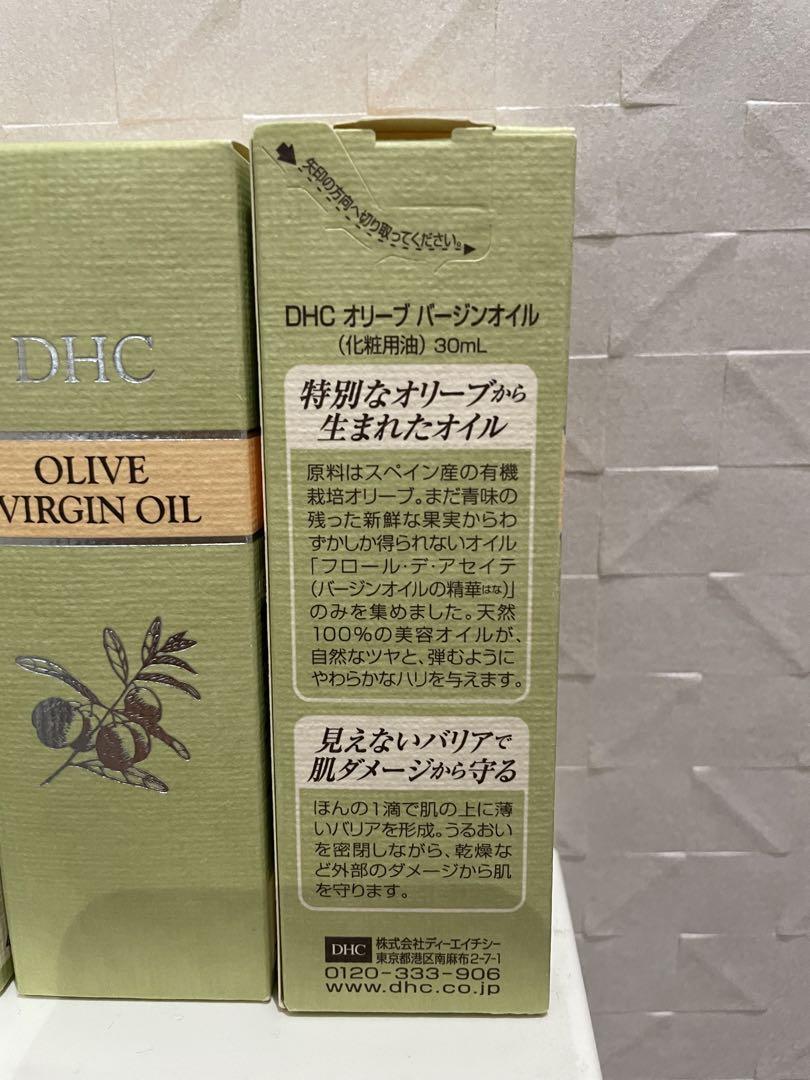 DHC
OLIVE
VIRGIN OIL
矢印の方向へ切り取ってください。
DHC オリーブ バージンオイル
(化粧用油) 30mL
特別なオリーブから
生まれたオイル
原料はスペイン産の有機
栽培オリーブ。まだ青味の
残った新鮮な果実からわ
ずかしか得られないオイル
「フロール・デ・アセイテ
(バージンオイルの精華はな)」
のみを集めました。天然
100%の美容オイルが、
自然なツヤと、弾むように
やわらかなハリを与えます。
見えないバリアで
肌ダメージから守る
ほんの1滴で肌の上に薄
いバリアを形成。うるおい
を密閉しながら、乾燥な
ど外部のダメージから肌
を守ります。
DHC 株式会社ディーエイチシー
東京都港区南麻布2-7-1
0120-333-906
www.dhc.co.jp